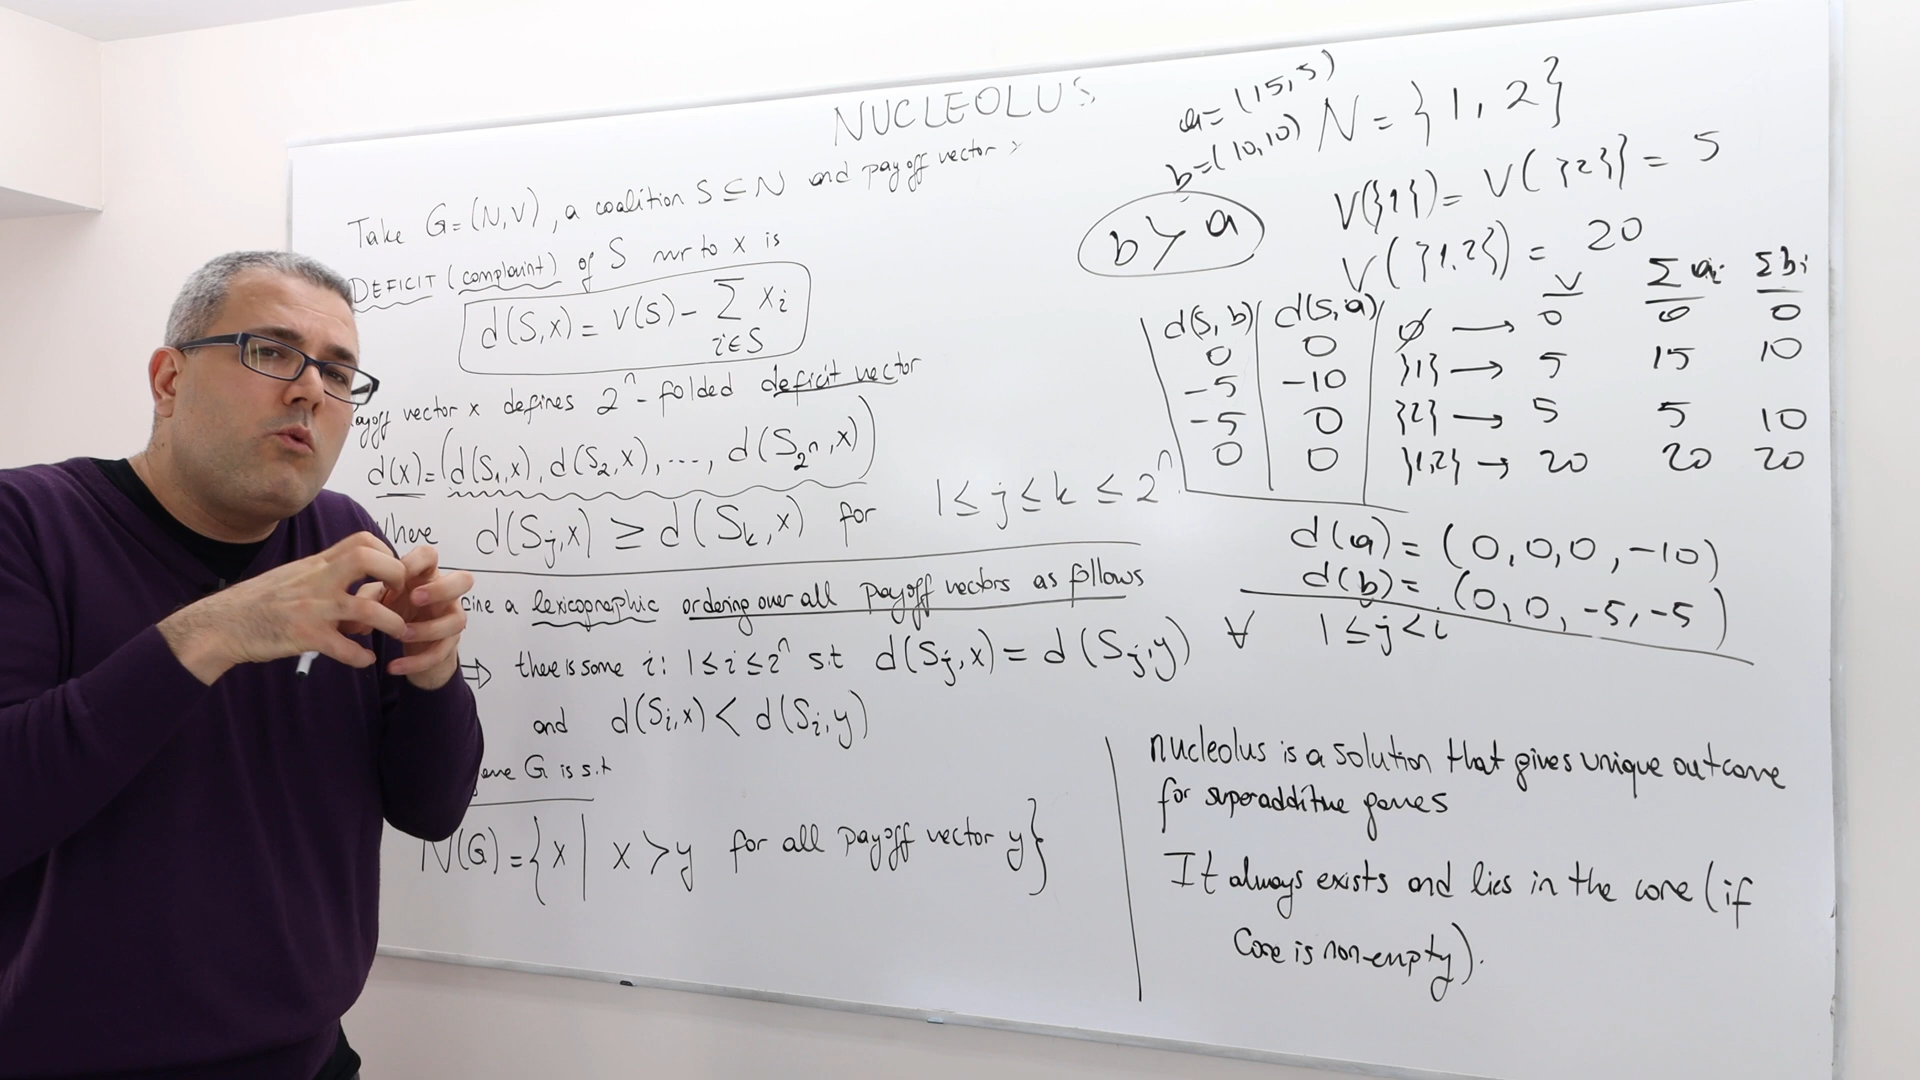 NUCLEOLUS
Take G=(N,V), a coalition S⊆N and payoff vector x
DEFICIT (complaint) of S wr to x is
d(S,x) = V(S) - ∑ xᵢ
i∈S
payoff vector x defines 2ⁿ-folded deficit vector
d(x)=(d(S₁,x), d(S₂,x), ..., d(S₂ⁿ,x))
where d(Sⱼ,x) ≥ d(Sₖ,x) for 1≤j≤k≤2ⁿ
a lexicographic ordering over all payoff vectors as follows
⇒ there is some i: 1≤i≤2ⁿ s.t d(Sⱼ,x) = d(Sⱼ,y) ∀ 1≤j<i
and d(Sᵢ,x) < d(Sᵢ,y)
G is s.t
N(G) = {x | x ≻ y for all payoff vector y}
a=(15,5)
b=(10,10)
b ≻ a
N = {1, 2}
V({1}) = V({2}) = 5
V({1,2}) = 20
d(S,b) d(S,a) V ∑aᵢ ∑bᵢ
0 0 ∅ → 0 0 0
-5 -10 {1} → 5 15 10
-5 0 {2} → 5 5 10
0 0 {1,2} → 20 20 20
d(a) = (0,0,0,-10)
d(b) = (0,0,-5,-5)
nucleolus is a solution that gives unique outcome
for superadditive games
It always exists and lies in the core (if
Core is non-empty).